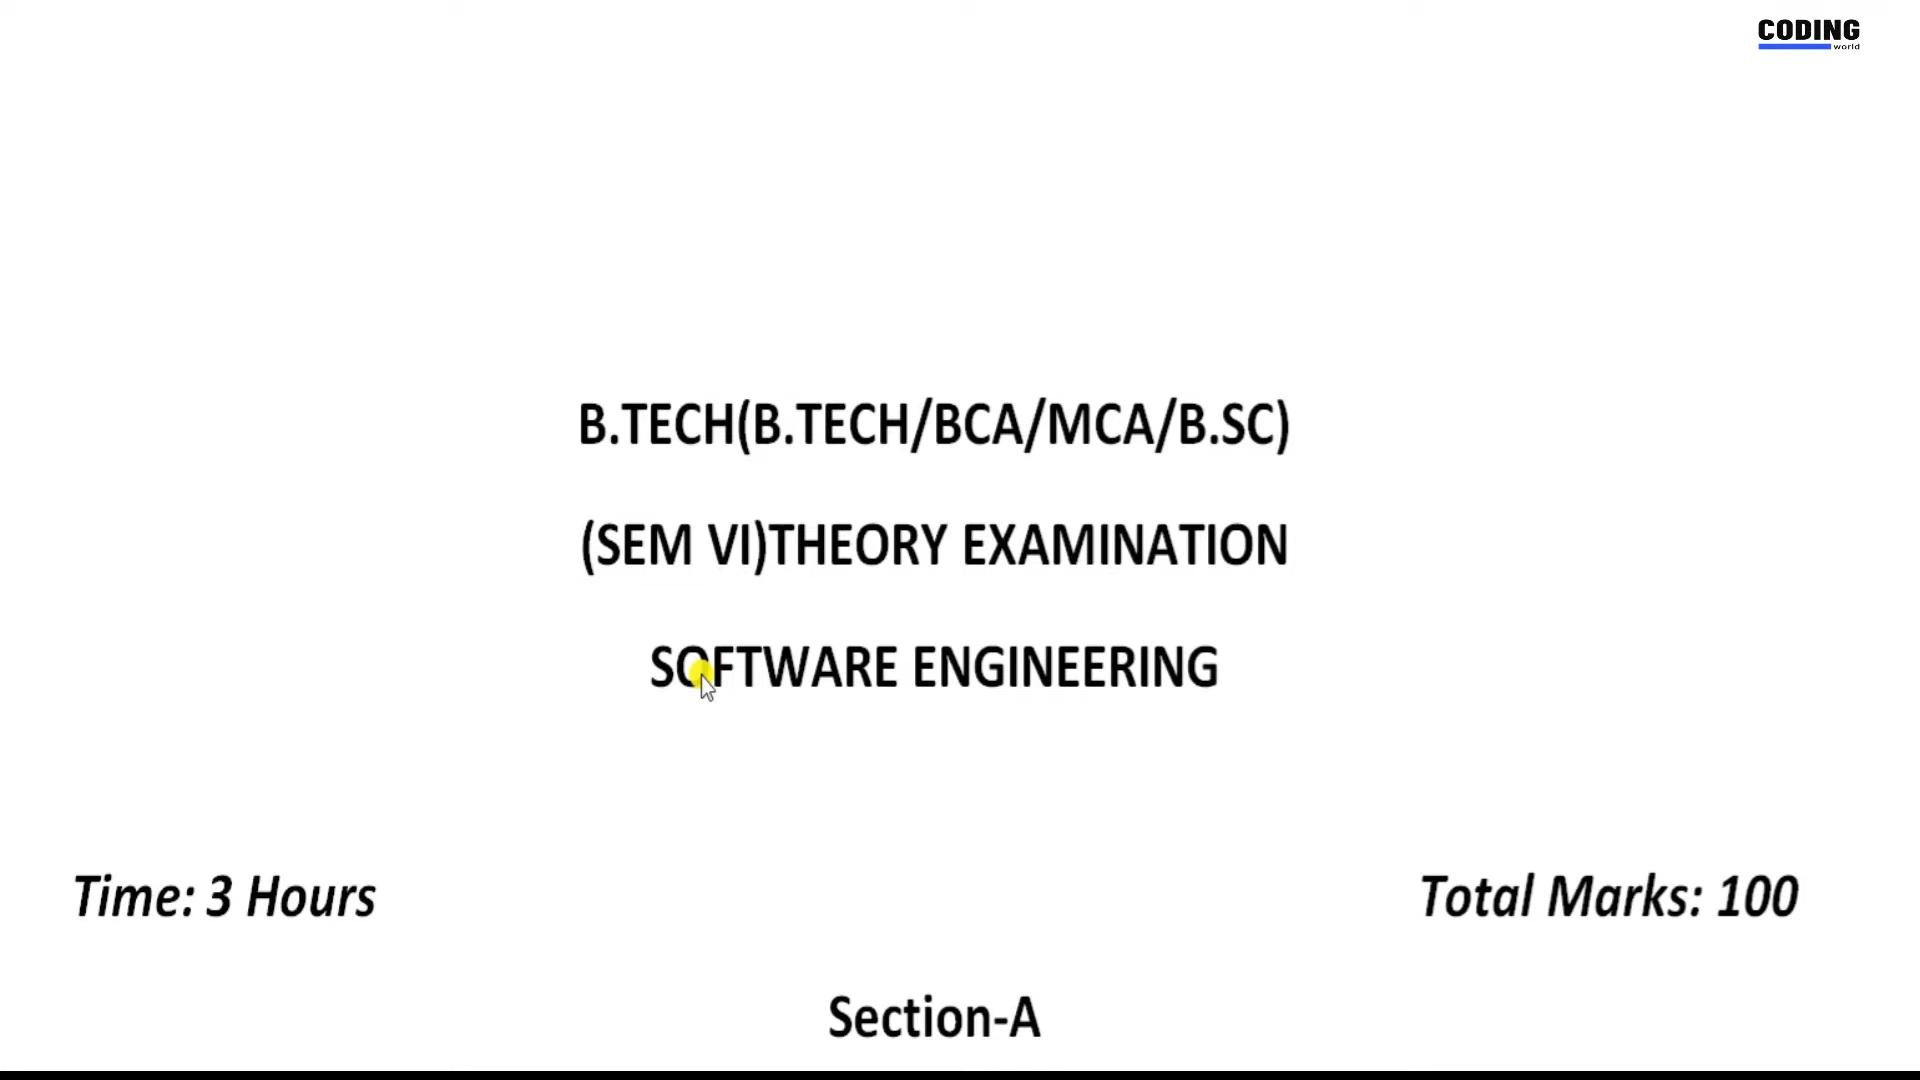 CODING
world
B.TECH(B.TECH/BCA/MCA/B.SC)
(SEM VI)THEORY EXAMINATION
SOFTWARE ENGINEERING
Time: 3 Hours
Total Marks: 100
Section-A